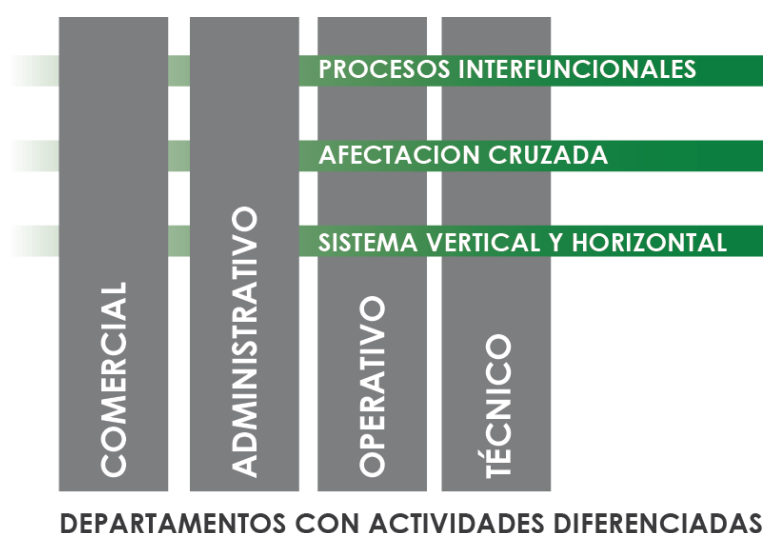 PROCESOS INTERFUNCIONALES
AFECTACION CRUZADA
SISTEMA VERTICAL Y HORIZONTAL
COMERCIAL
ADMINISTRATIVO
OPERATIVO
TÉCNICO
DEPARTAMENTOS CON ACTIVIDADES DIFERENCIADAS